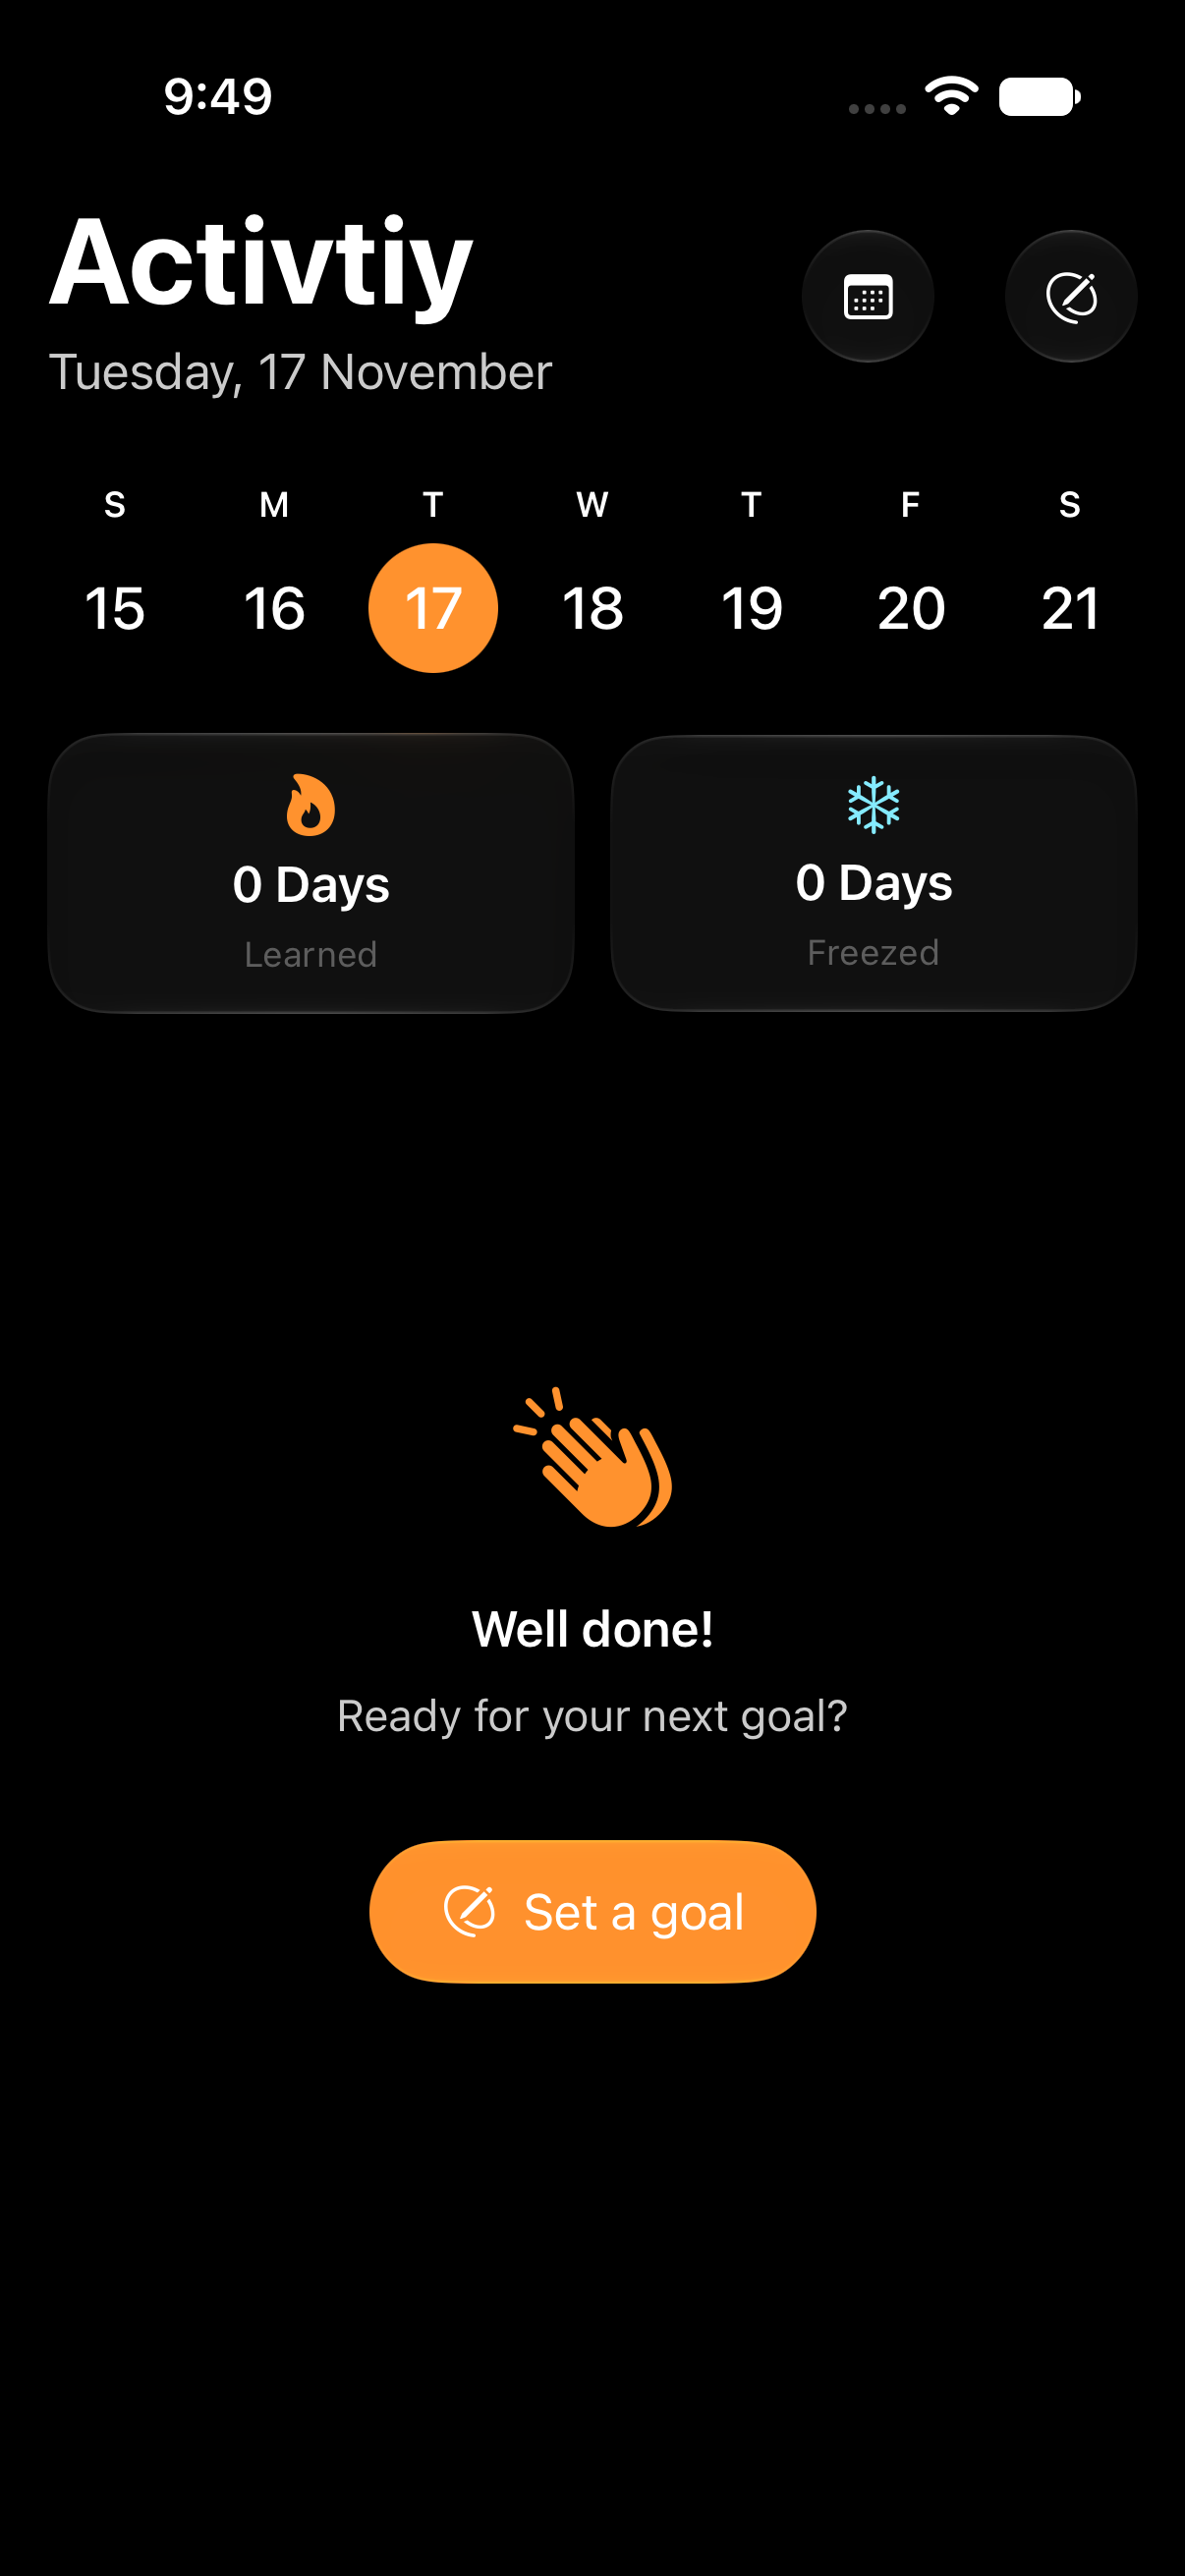 9:49
Activtiy
Tuesday, 17 November
S M T W T F S
15 16 17 18 19 20 21
0 Days 0 Days
Learned Freezed
Well done!
Ready for your next goal?
Set a goal